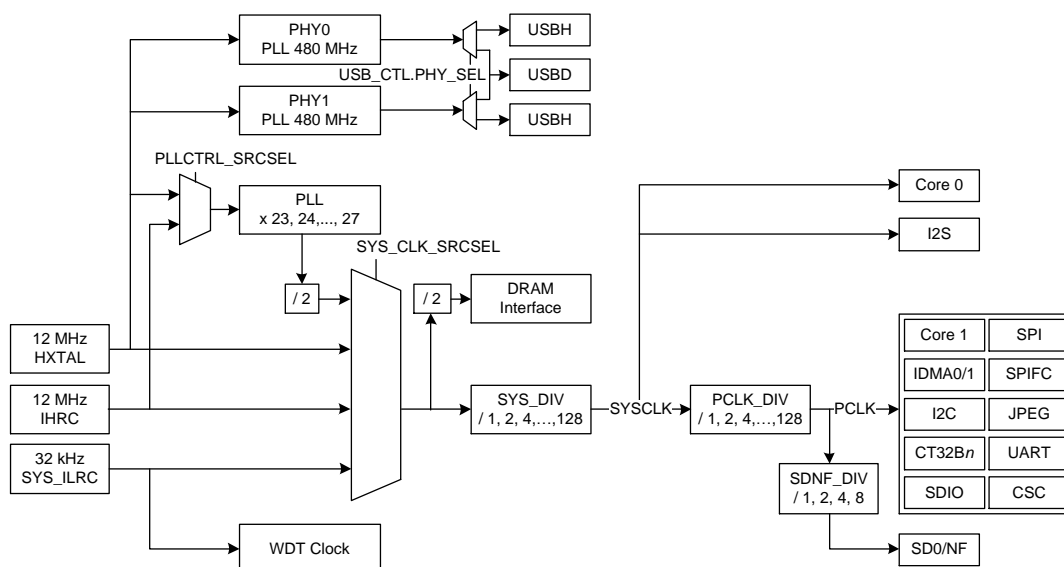 PHY0
PLL 480 MHz
USBH
USB_CTL.PHY_SEL
USBD
PHY1
PLL 480 MHz
USBH
PLLCTRL_SRCSEL
PLL
x 23, 24,..., 27
Core 0
I2S
SYS_CLK_SRCSEL
/ 2
/ 2
DRAM
Interface
12 MHz
HXTAL
12 MHz
IHRC
32 kHz
SYS_ILRC
SYS_DIV
/ 1, 2, 4,...,128
SYSCLK
PCLK_DIV
/ 1, 2, 4,...,128
PCLK
Core 1
SPI
IDMA0/1
SPIFC
I2C
JPEG
CT32Bn
UART
SDIO
CSC
SDNF_DIV
/ 1, 2, 4, 8
WDT Clock
SD0/NF